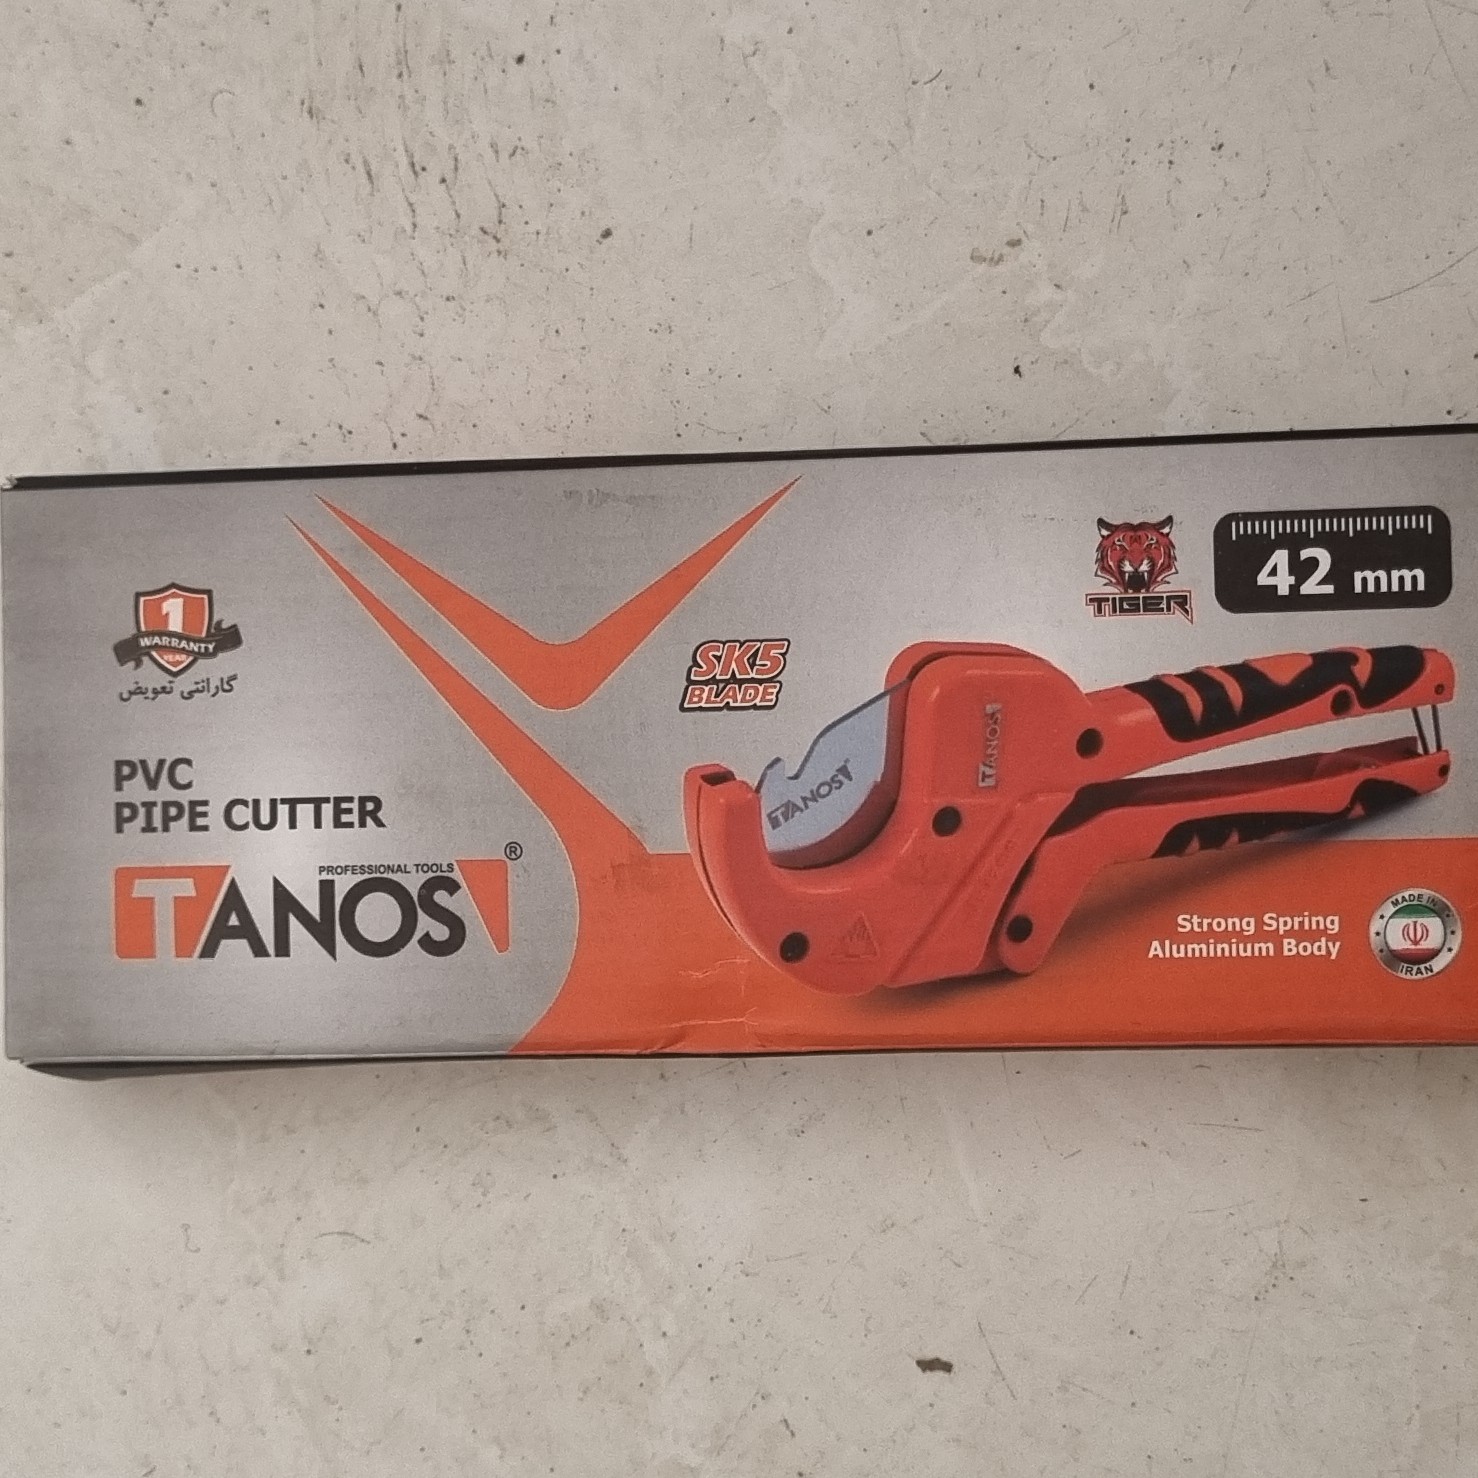 1
WARRANTY
YEAR
گارانتی تعویض
PVC
PIPE CUTTER
PROFESSIONAL TOOLS
TANOS®
SK5
BLADE
TANOS
TANOS
TIGER
42 mm
Strong Spring
Aluminium Body
MADE IN
IRAN